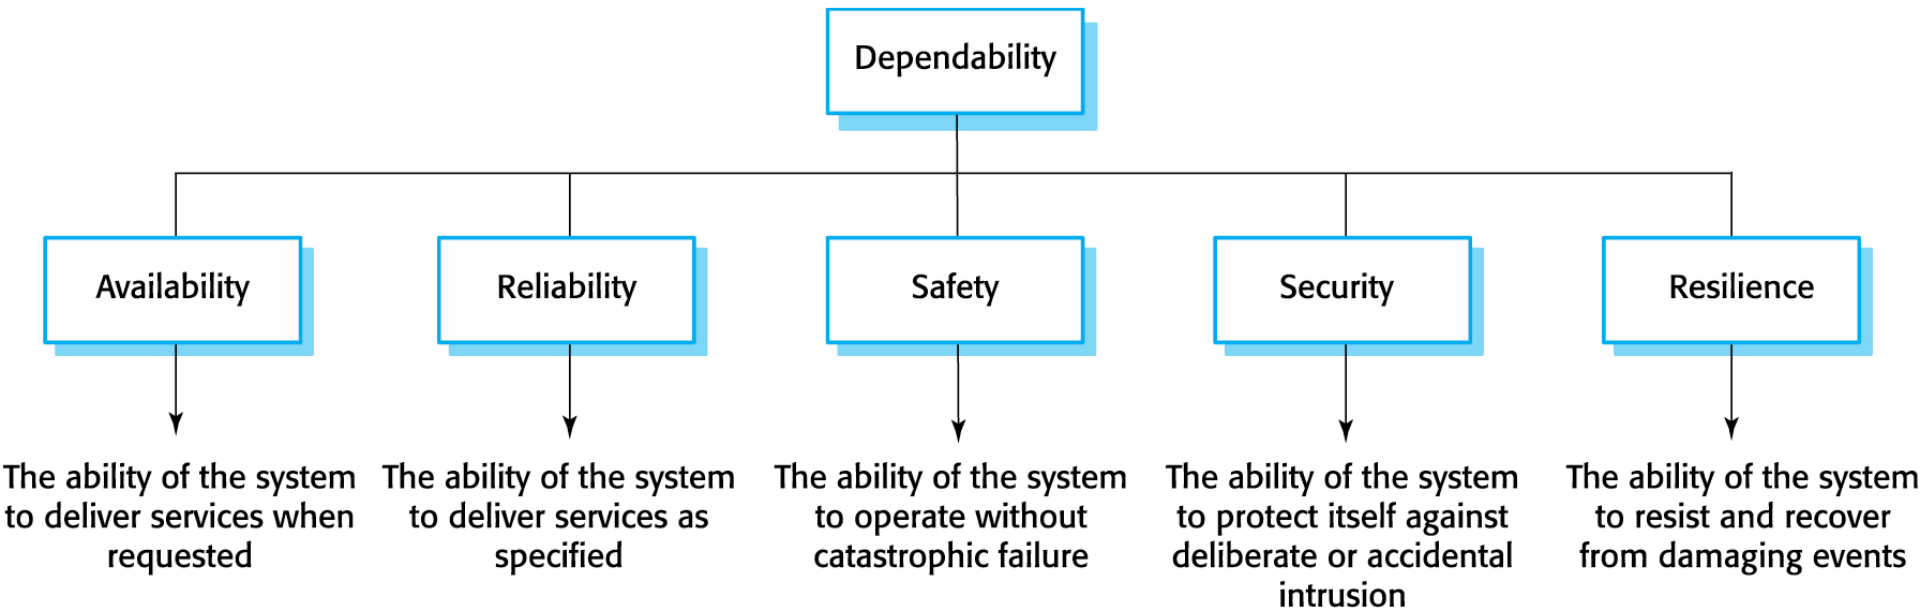 Dependability
Availability
Reliability
Safety
Security
Resilience
The ability of the system
to deliver services when
requested
The ability of the system
to deliver services as
specified
The ability of the system
to operate without
catastrophic failure
The ability of the system
to protect itself against
deliberate or accidental
intrusion
The ability of the system
to resist and recover
from damaging events